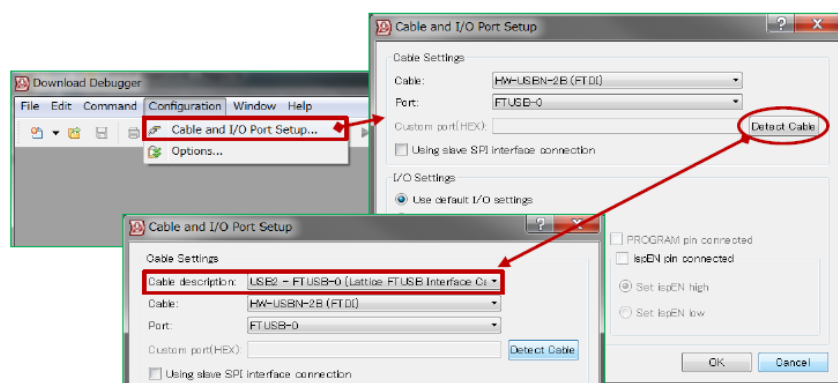 Download Debugger
File Edit Command Configuration Window Help
Cable and I/O Port Setup...
Options...
Cable and I/O Port Setup
Cable Settings
Cable: HW-USBN-2B (FTDI)
Port: FTUSB-0
Custom port(HEX): Detect Cable
Using slave SPI interface connection
I/O Settings
Use default I/O settings
PROGRAM pin connected
ispEN pin connected
Set ispEN high
Set ispEN low
OK Cancel
Cable and I/O Port Setup
Cable Settings
Cable description: USB2 - FTUSB-0 (Lattice FTUSB Interface Ca
Cable: HW-USBN-2B (FTDI)
Port: FTUSB-0
Custom port(HEX): Detect Cable
Using slave SPI interface connection